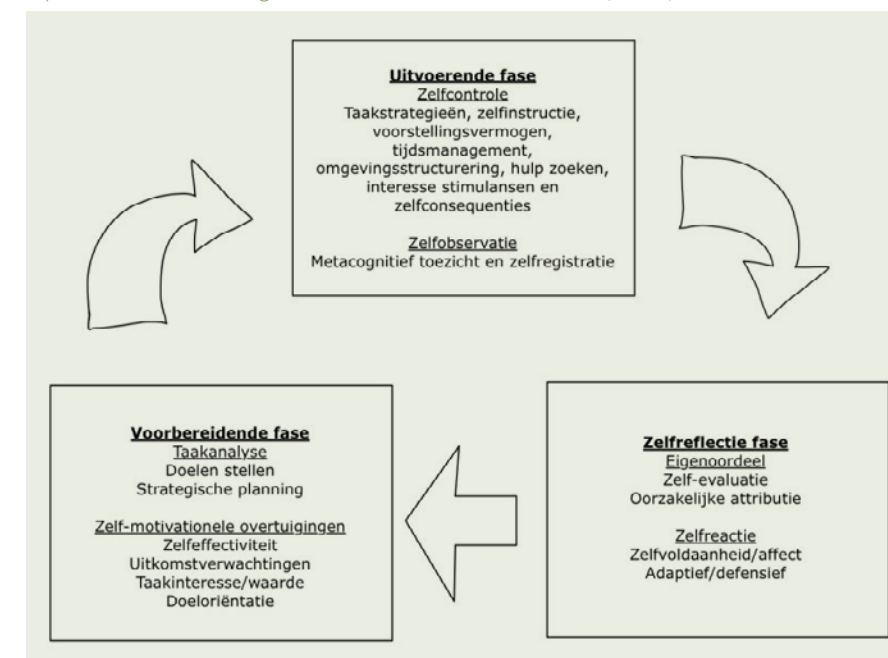 Uitvoerende fase
Zelfcontrole
Taakstrategieën, zelfinstructie,
voorstellingsvermogen,
tijdsmanagement,
omgevingsstructurering, hulp zoeken,
interesse stimulansen en
zelfconsequenties
Zelfobservatie
Metacognitief toezicht en zelfregistratie
Voorbereidende fase
Taakanalyse
Doelen stellen
Strategische planning
Zelf-motivationele overtuigingen
Zelfeffectiviteit
Uitkomstverwachtingen
Taakinteresse/waarde
Doeloriëntatie
Zelfreflectie fase
Eigenoordeel
Zelf-evaluatie
Oorzakelijke attributie
Zelfreactie
Zelfvoldaanheid/affect
Adaptief/defensief